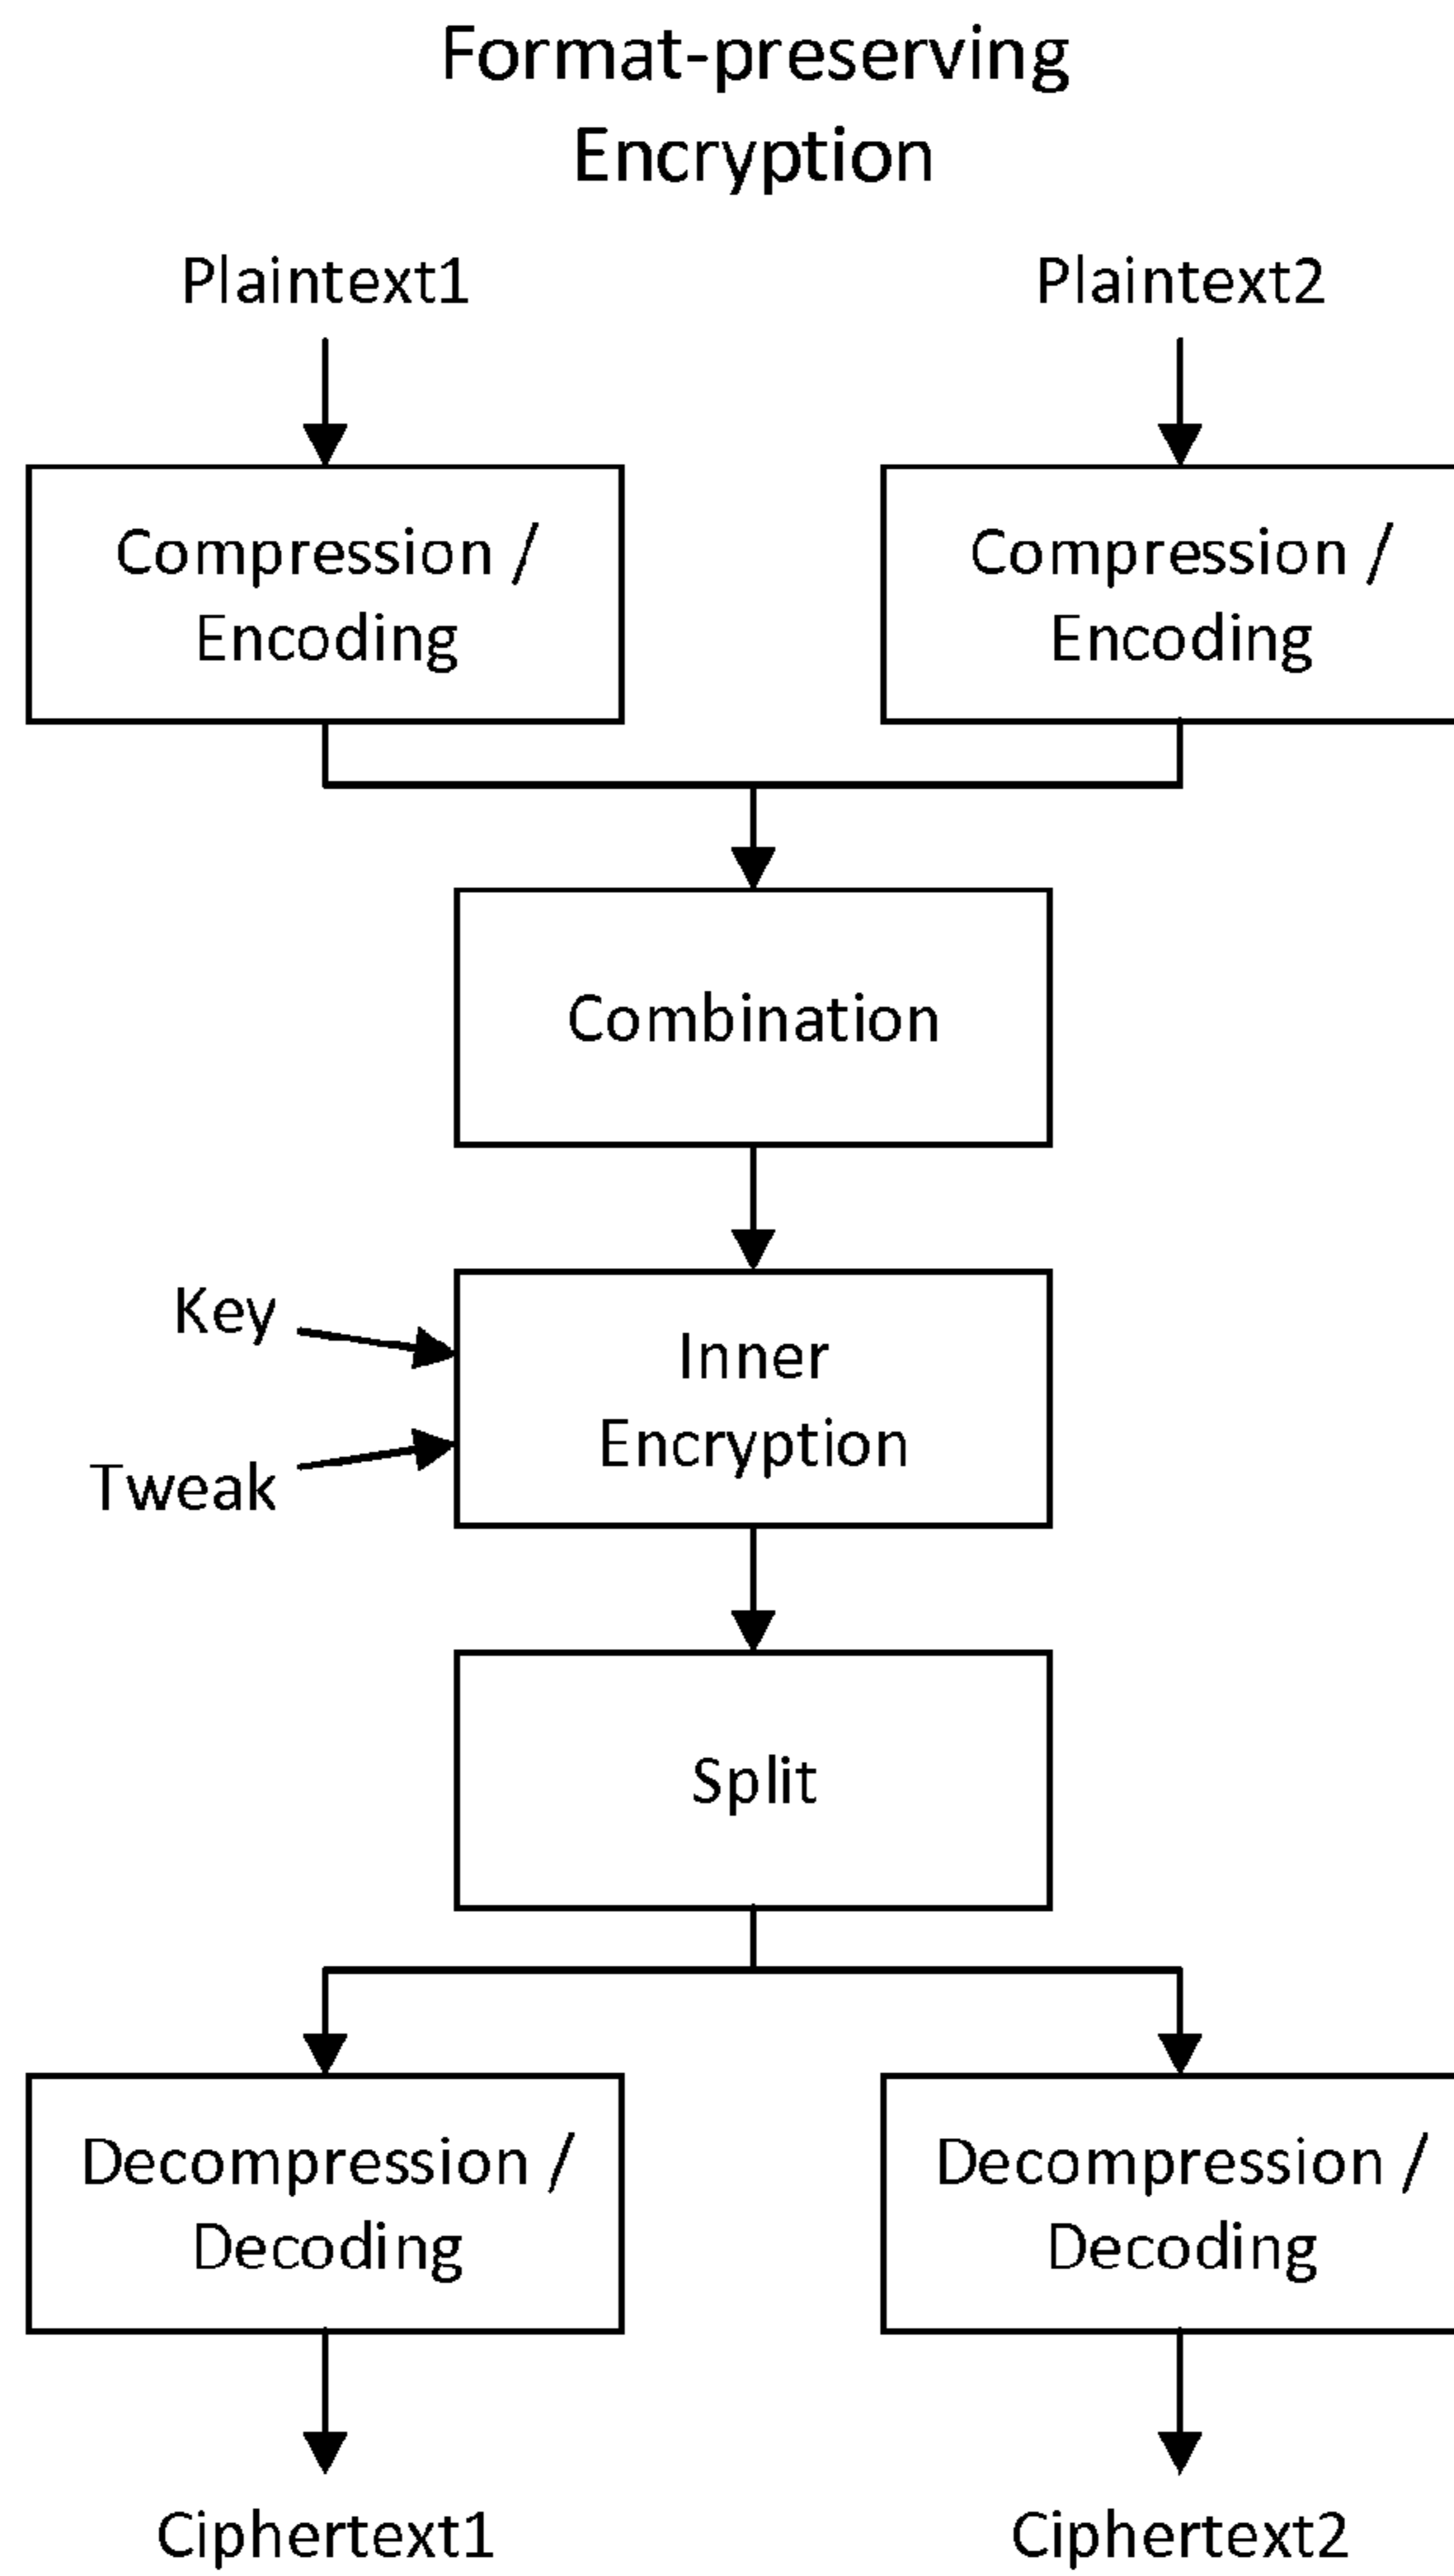 Format-preserving
Encryption
Plaintext1
Plaintext2
Compression /
Encoding
Compression /
Encoding
Combination
Key
Tweak
Inner
Encryption
Split
Decompression /
Decoding
Decompression /
Decoding
Ciphertext1
Ciphertext2